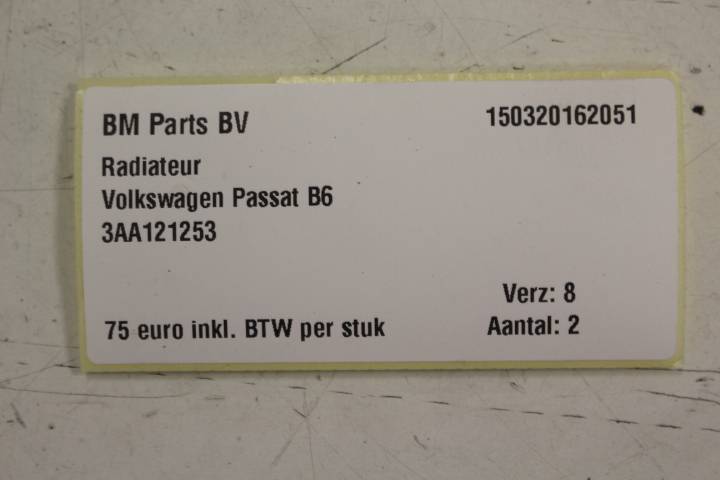 BM Parts BV
150320162051
Radiateur
Volkswagen Passat B6
3AA121253
Verz: 8
75 euro inkl. BTW per stuk
Aantal: 2